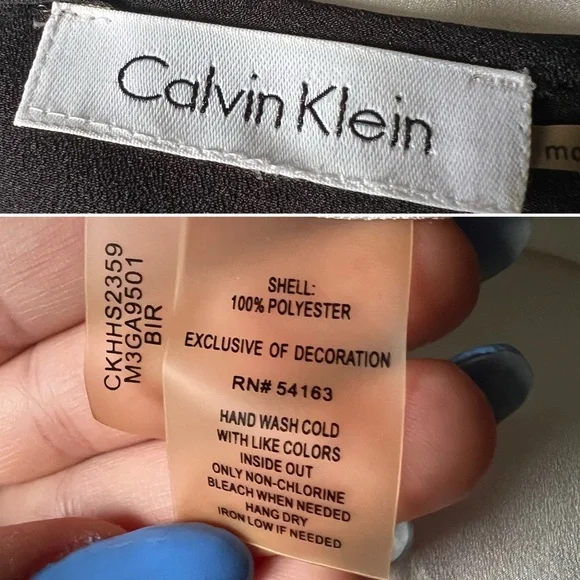 Calvin Klein
CKHHS2359
M3GA9501
BIR
SHELL:
100% POLYESTER
EXCLUSIVE OF DECORATION
RN# 54163
HAND WASH COLD
WITH LIKE COLORS
INSIDE OUT
ONLY NON-CHLORINE
BLEACH WHEN NEEDED
HANG DRY
IRON LOW IF NEEDED